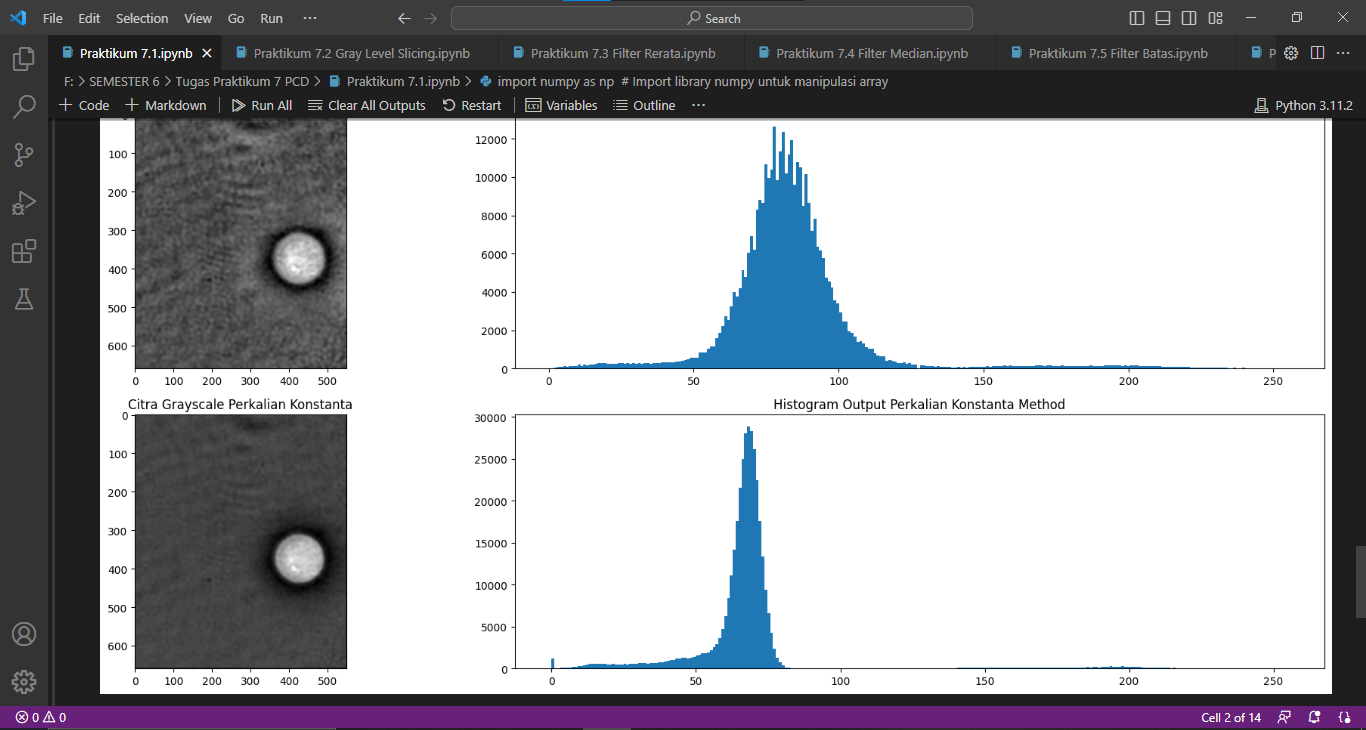 File Edit Selection View Go Run ··· Search
Praktikum 7.1.ipynb Praktikum 7.2 Gray Level Slicing.ipynb Praktikum 7.3 Filter Rerata.ipynb Praktikum 7.4 Filter Median.ipynb Praktikum 7.5 Filter Batas.ipynb P ···
F: > SEMESTER 6 > Tugas Praktikum 7 PCD > Praktikum 7.1.ipynb > import numpy as np # Import library numpy untuk manipulasi array
+ Code + Markdown Run All Clear All Outputs Restart Variables Outline ··· Python 3.11.2
100
200
300
400
500
600
0 100 200 300 400 500
12000
10000
8000
6000
4000
2000
0
0 50 100 150 200 250
Citra Grayscale Perkalian Konstanta
0
100
200
300
400
500
600
0 100 200 300 400 500
Histogram Output Perkalian Konstanta Method
30000
25000
20000
15000
10000
5000
0
0 50 100 150 200 250
0 0 Cell 2 of 14